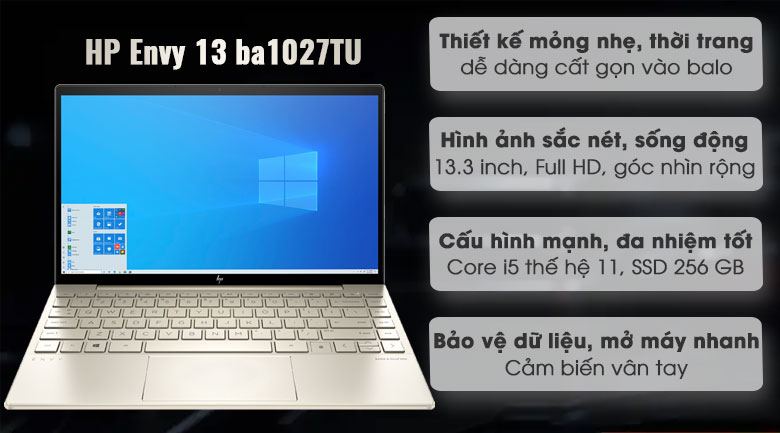 HP Envy 13 ba1027TU
Thiết kế mỏng nhẹ, thời trang
dễ dàng cất gọn vào balo
Hình ảnh sắc nét, sống động
13.3 inch, Full HD, góc nhìn rộng
Cấu hình mạnh, đa nhiệm tốt
Core i5 thế hệ 11, SSD 256 GB
Bảo vệ dữ liệu, mở máy nhanh
Cảm biến vân tay
hp
ENVY